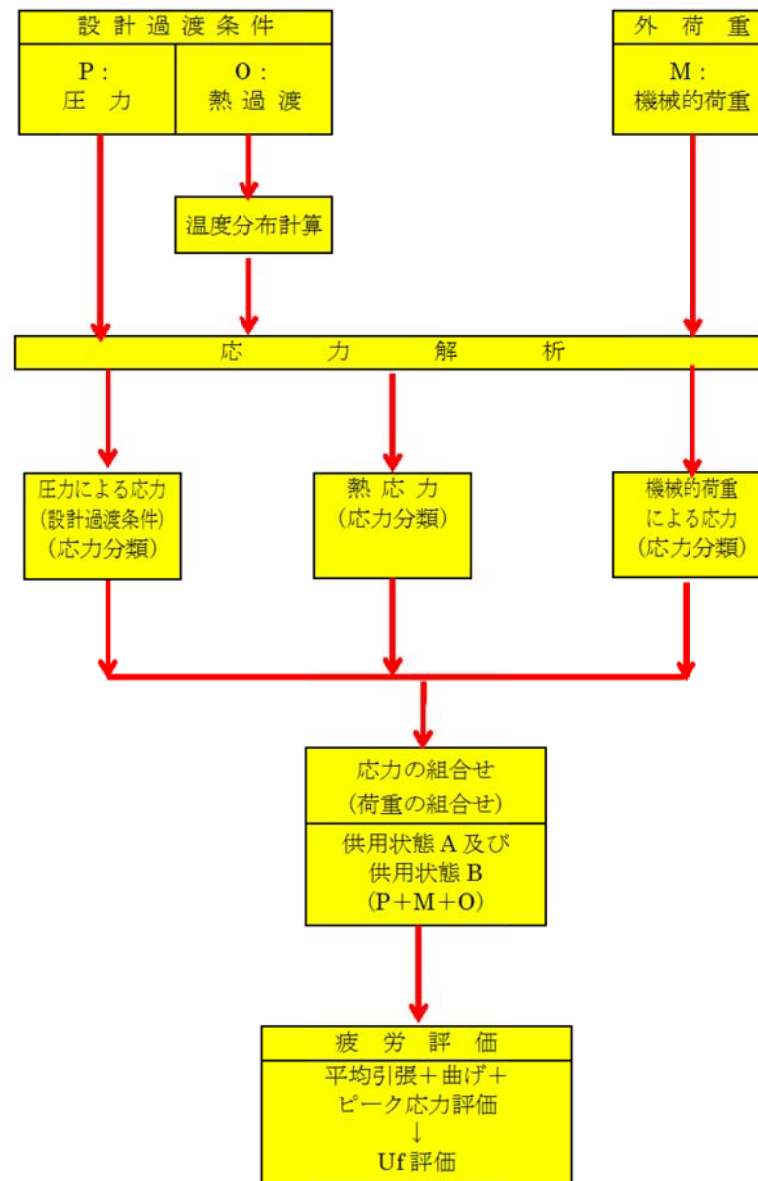 設計過渡条件
P：
圧力
O：
熱過渡
外荷重
M：
機械的荷重
温度分布計算
応力解析
圧力による応力
(設計過渡条件)
(応力分類)
熱応力
(応力分類)
機械的荷重
による応力
(応力分類)
応力の組合せ
(荷重の組合せ)
供用状態A及び
供用状態B
(P+M+O)
疲労評価
平均引張+曲げ+
ピーク応力評価
↓
Uf評価